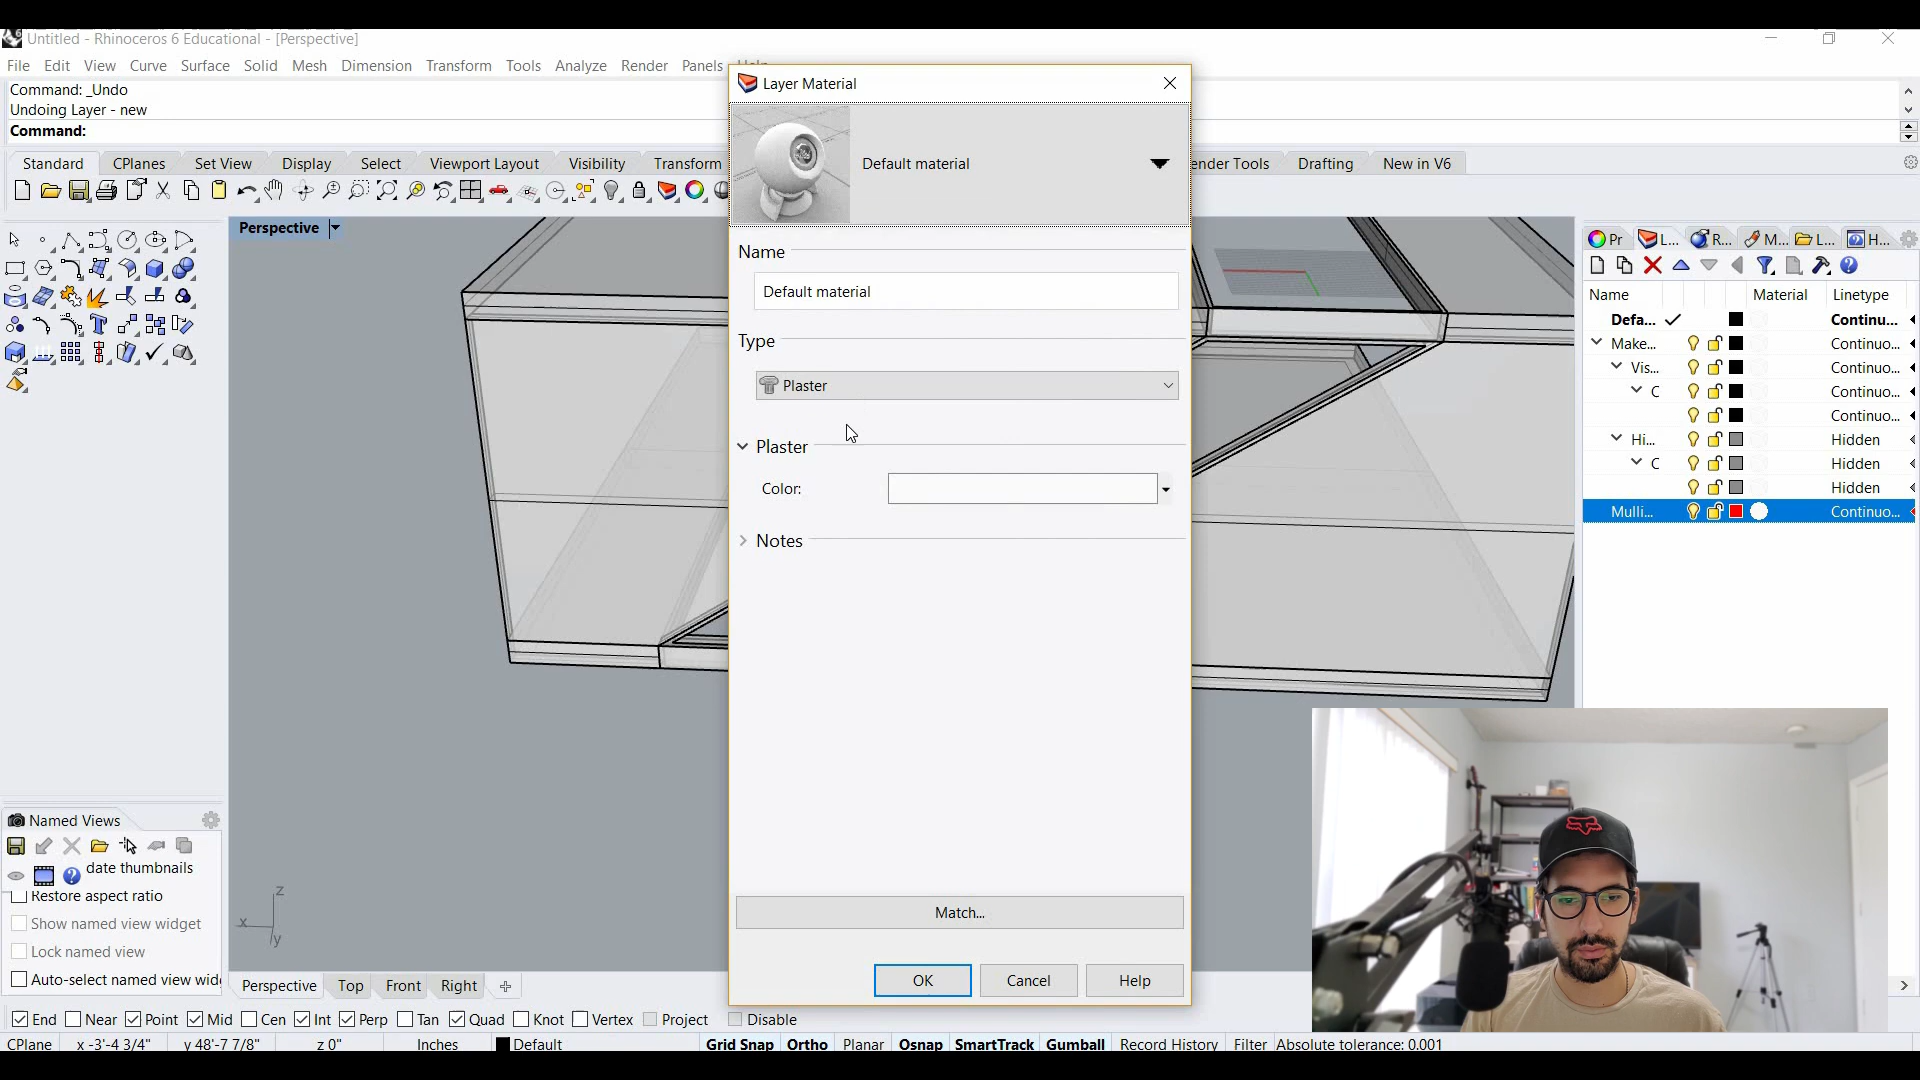 Untitled - Rhinoceros 6 Educational - [Perspective]
File Edit View Curve Surface Solid Mesh Dimension Transform Tools Analyze Render Panels
Command: _Undo
Undoing Layer - new
Command:
Standard CPlanes Set View Display Select Viewport Layout Visibility Transform
ender Tools Drafting New in V6
Perspective
Layer Material
Default material
Name
Default material
Type
Plaster
Plaster
Color:
Notes
Match...
OK Cancel Help
Pr L... R... M... L... H...
Name Material Linetype
Defa... Continu...
Make... Continuo...
Vis... Continuo...
C Continuo...
Continuo...
Hi... Hidden
C Hidden
Hidden
Mulli... Continuo...
Named Views
date thumbnails
Restore aspect ratio
Show named view widget
Lock named view
Auto-select named view wid
z
x
y
Perspective Top Front Right
End Near Point Mid Cen Int Perp Tan Quad Knot Vertex Project Disable
CPlane x -3'-4 3/4" y 48'-7 7/8" z 0" Inches Default Grid Snap Ortho Planar Osnap SmartTrack Gumball Record History Filter Absolute tolerance: 0.001